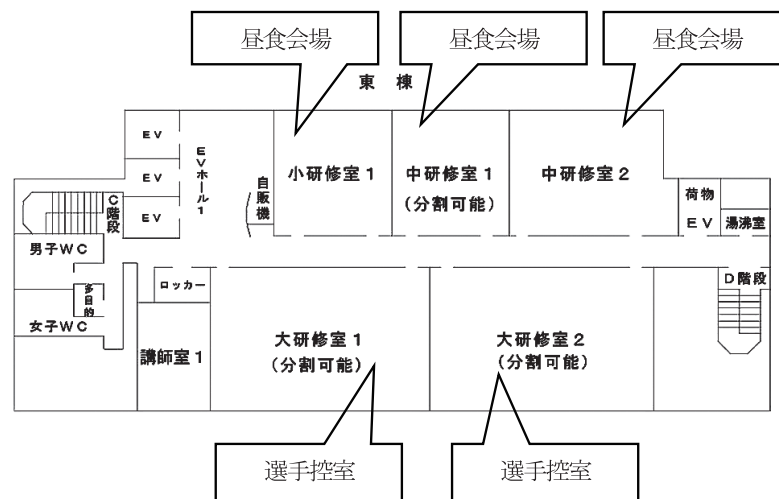 昼食会場
昼食会場
昼食会場
東 棟
EV
EV
EV
EVホール1
自販機
小研修室1
中研修室1
(分割可能)
中研修室2
荷物
EV
湯沸室
C階段
男子WC
多目的
女子WC
ロッカー
講師室1
大研修室1
(分割可能)
大研修室2
(分割可能)
D階段
選手控室
選手控室